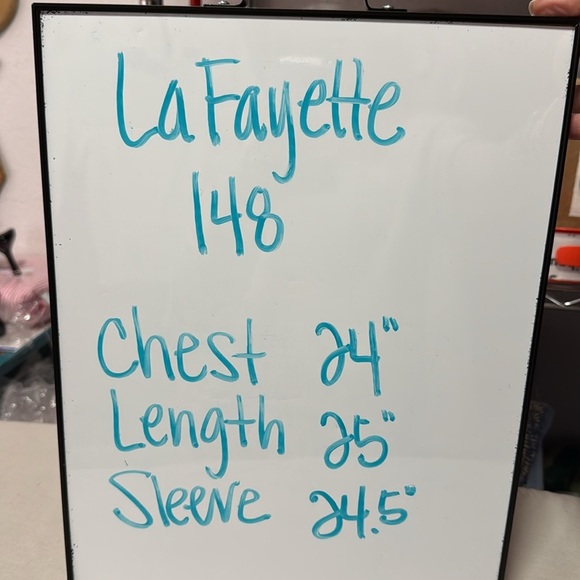 LaFayette
148
Chest 24"
Length 25"
Sleeve 24.5"